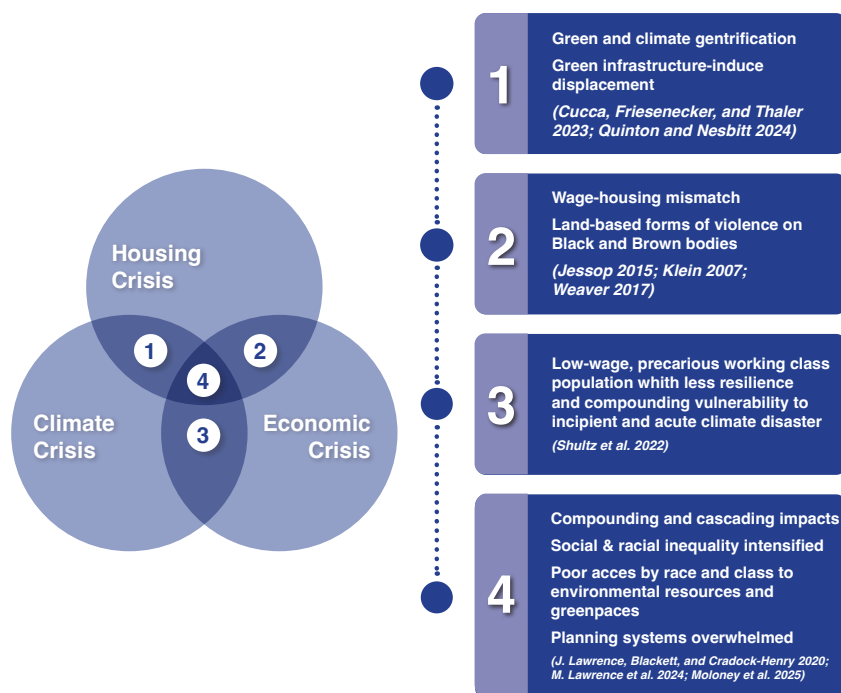 Housing
Crisis
1
2
4
Climate
Crisis
3
Economic
Crisis
1
Green and climate gentrification
Green infrastructure-induce
displacement
(Cucca, Friesenecker, and Thaler
2023; Quinton and Nesbitt 2024)
2
Wage-housing mismatch
Land-based forms of violence on
Black and Brown bodies
(Jessop 2015; Klein 2007;
Weaver 2017)
3
Low-wage, precarious working class
population whith less resilience
and compounding vulnerability to
incipient and acute climate disaster
(Shultz et al. 2022)
4
Compounding and cascading impacts
Social & racial inequality intensified
Poor acces by race and class to
environmental resources and
greenpaces
Planning systems overwhelmed
(J. Lawrence, Blackett, and Cradock-Henry 2020;
M. Lawrence et al. 2024; Moloney et al. 2025)